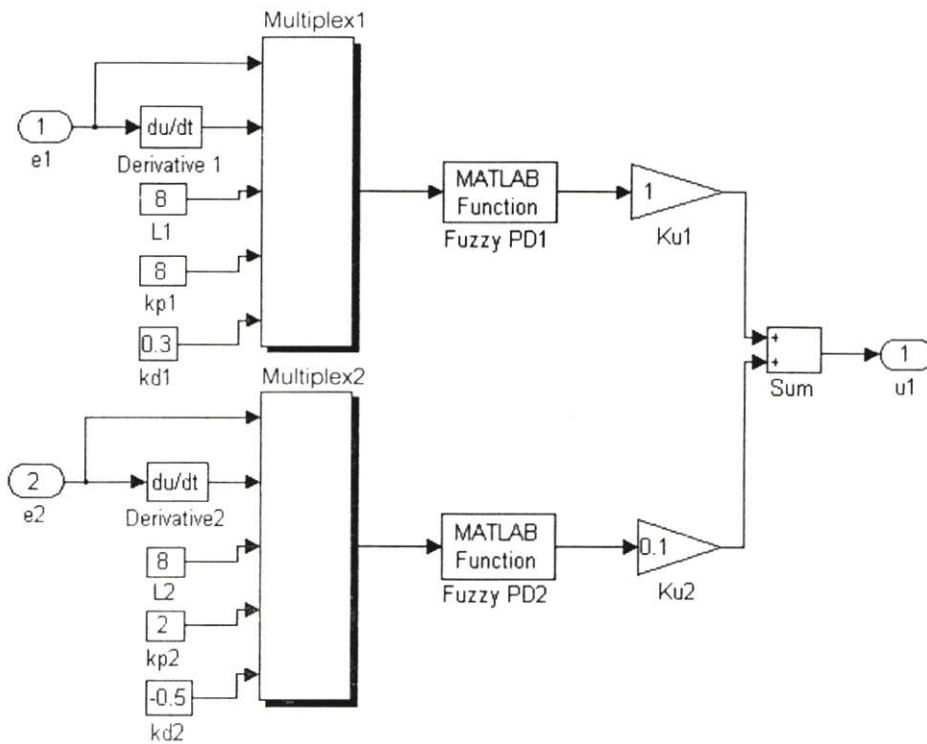 Multiplex1
1
e1
du/dt
Derivative 1
8
L1
8
kp1
0.3
kd1
MATLAB
Function
Fuzzy PD1
1
Ku1
Multiplex2
2
e2
du/dt
Derivative2
8
L2
2
kp2
-0.5
kd2
MATLAB
Function
Fuzzy PD2
0.1
Ku2
+
+
Sum
1
u1